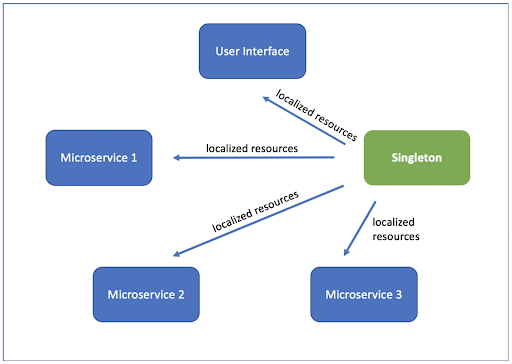 User Interface
localized resources
Microservice 1
localized resources
Singleton
localized resources
localized
resources
Microservice 2
Microservice 3